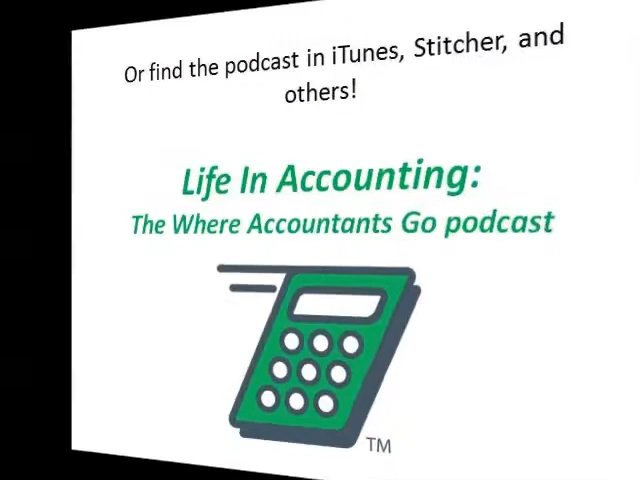 Or find the podcast in iTunes, Stitcher, and
others!
Life In Accounting:
The Where Accountants Go podcast
TM